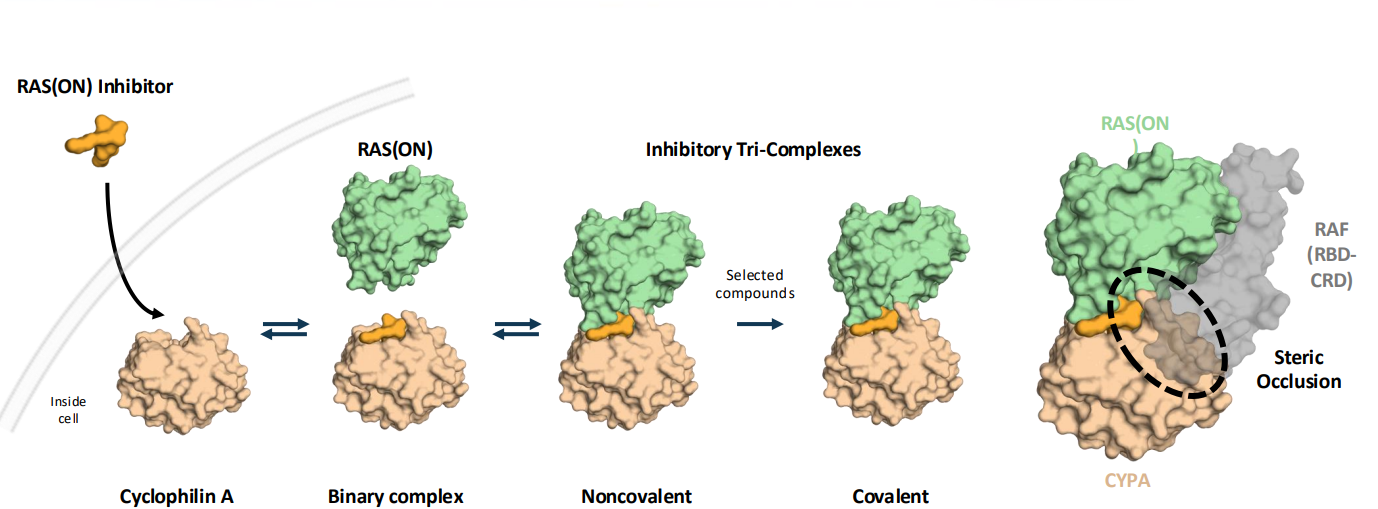 RAS(ON) Inhibitor
Inside
cell
Cyclophilin A
RAS(ON)
Binary complex
Inhibitory Tri-Complexes
Noncovalent
Selected
compounds
Covalent
RAS(ON
)
RAF
(RBD-
CRD)
Steric
Occlusion
CYPA